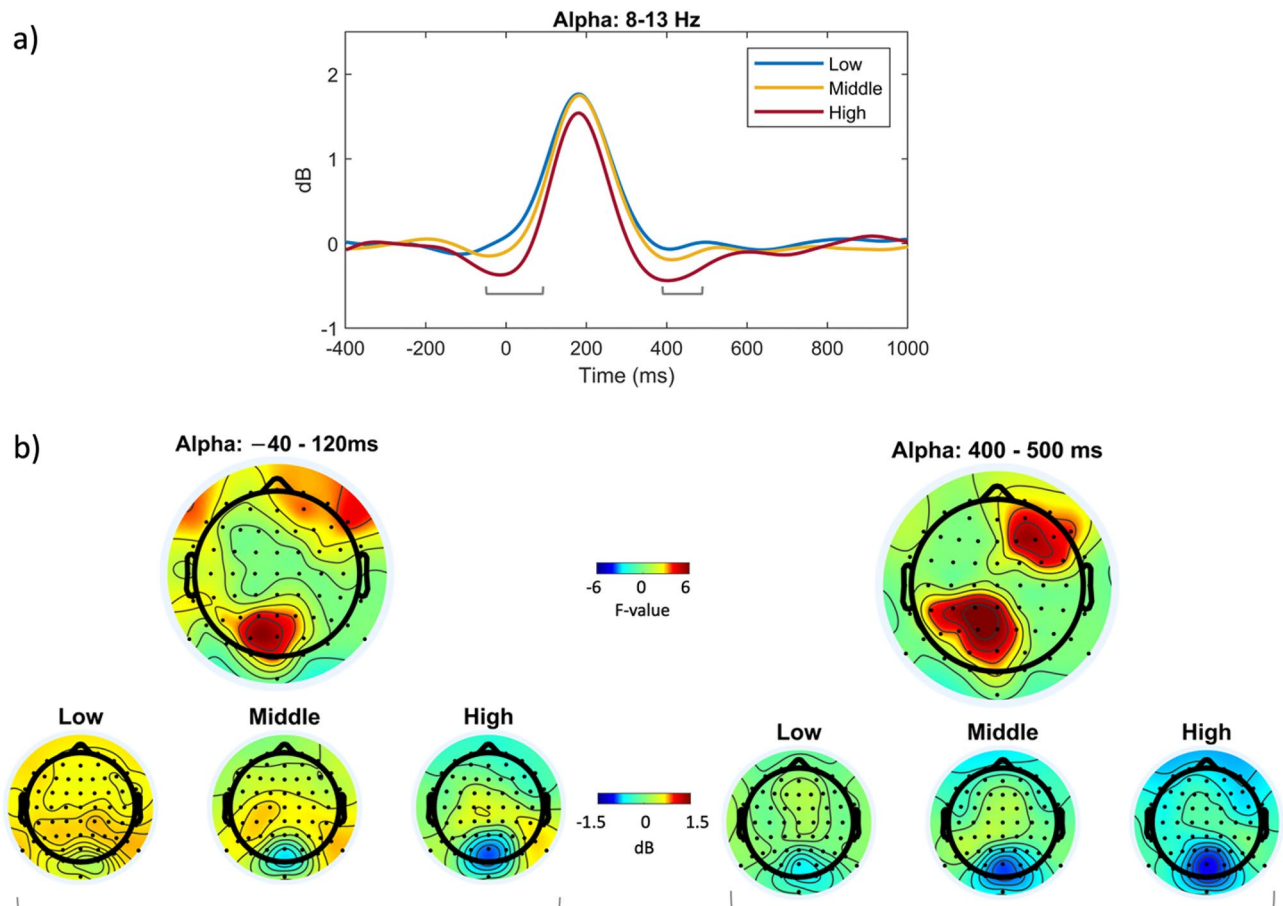 a)
Alpha: 8-13 Hz
Low
Middle
High
2
1
0
-1
dB
-400 -200 0 200 400 600 800 1000
Time (ms)
b)
Alpha: −40 - 120ms
Alpha: 400 - 500 ms
-6 0 6
F-value
Low Middle High
Low Middle High
-1.5 1.5
dB